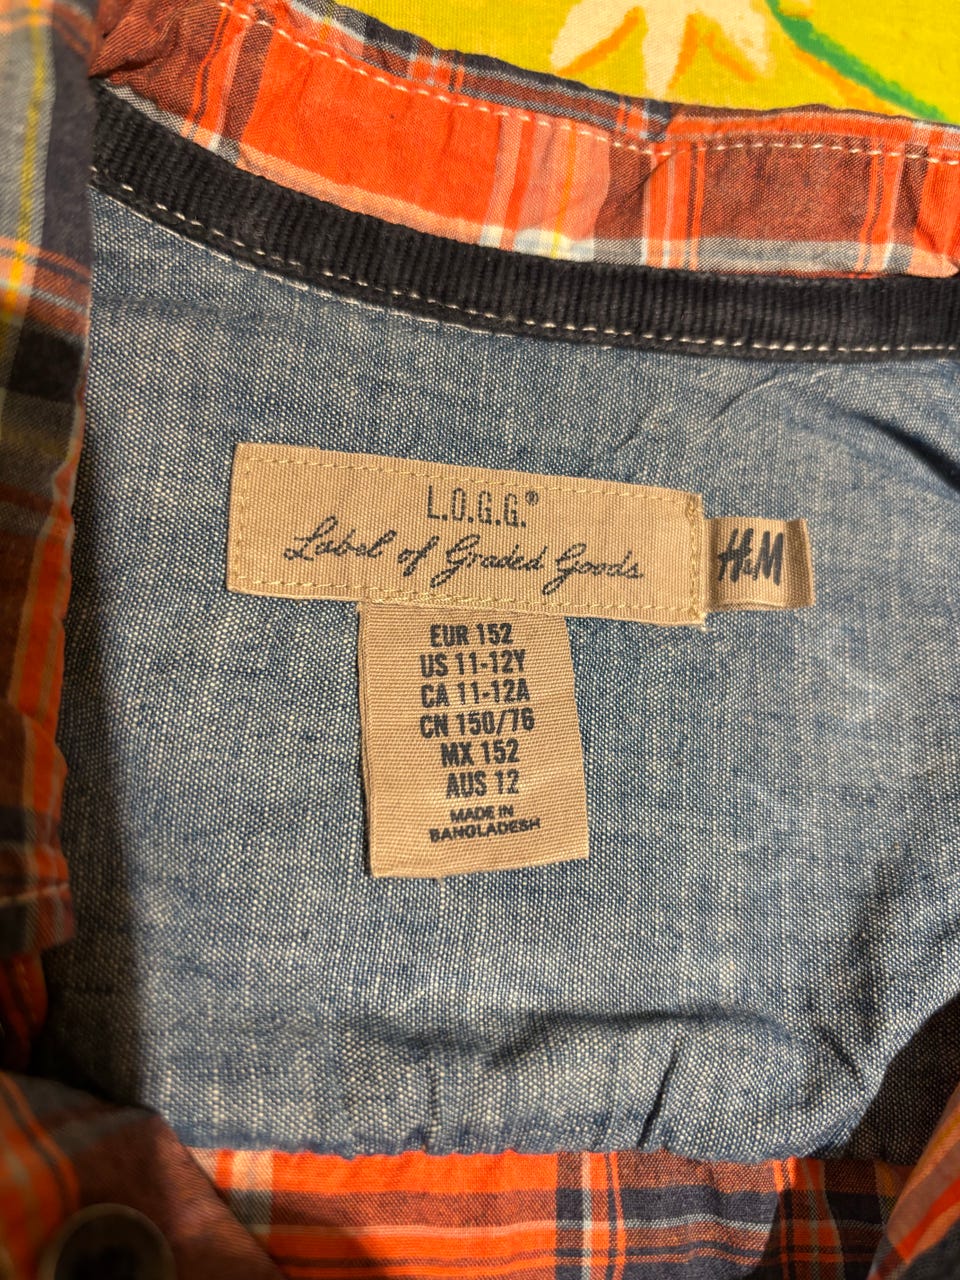 L.O.G.G.®
Label of Graded Goods
H&M
EUR 152
US 11-12Y
CA 11-12A
CN 150/76
MX 152
AUS 12
MADE IN
BANGLADESH